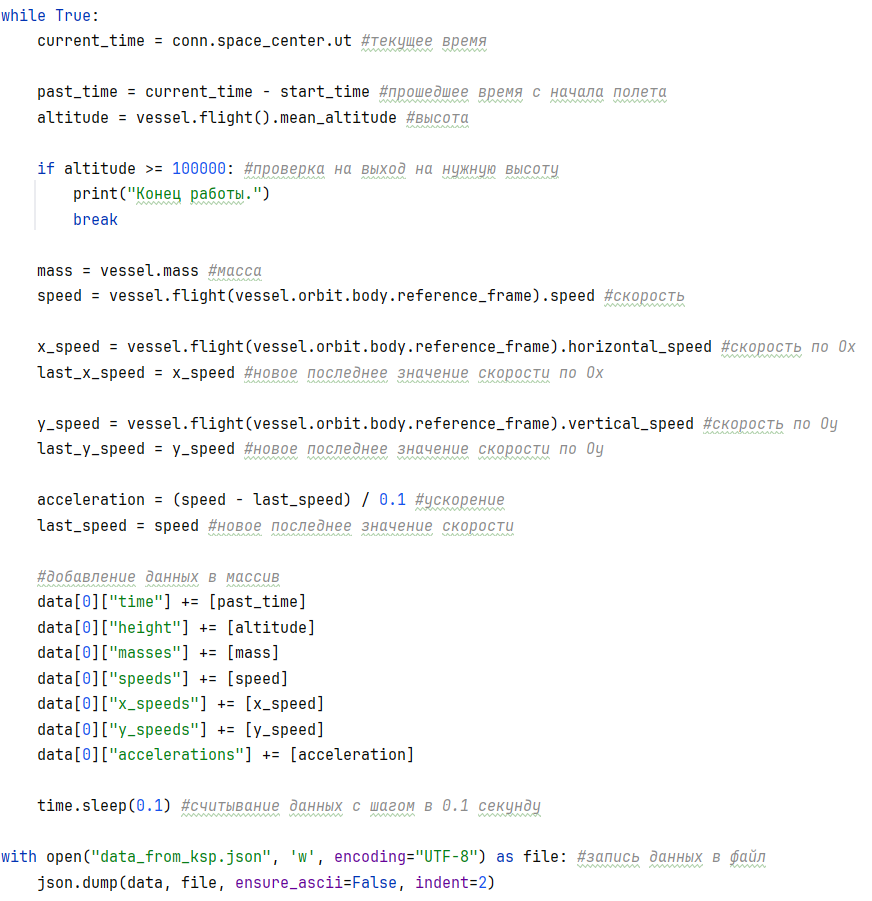 while True:
    current_time = conn.space_center.ut #текущее время
    past_time = current_time - start_time #прошедшее время с начала полета
    altitude = vessel.flight().mean_altitude #высота
    if altitude >= 100000: #проверка на выход на нужную высоту
        print("Конец работы.")
        break
    mass = vessel.mass #масса
    speed = vessel.flight(vessel.orbit.body.reference_frame).speed #скорость
    x_speed = vessel.flight(vessel.orbit.body.reference_frame).horizontal_speed #скорость по Ox
    last_x_speed = x_speed #новое последнее значение скорости по Ox
    y_speed = vessel.flight(vessel.orbit.body.reference_frame).vertical_speed #скорость по Oy
    last_y_speed = y_speed #новое последнее значение скорости по Oy
    acceleration = (speed - last_speed) / 0.1 #ускорение
    last_speed = speed #новое последнее значение скорости
    #добавление данных в массив
    data[0]["time"] += [past_time]
    data[0]["height"] += [altitude]
    data[0]["masses"] += [mass]
    data[0]["speeds"] += [speed]
    data[0]["x_speeds"] += [x_speed]
    data[0]["y_speeds"] += [y_speed]
    data[0]["accelerations"] += [acceleration]
    time.sleep(0.1) #считывание данных с шагом в 0.1 секунду
with open("data_from_ksp.json", 'w', encoding="UTF-8") as file: #запись данных в файл
    json.dump(data, file, ensure_ascii=False, indent=2)